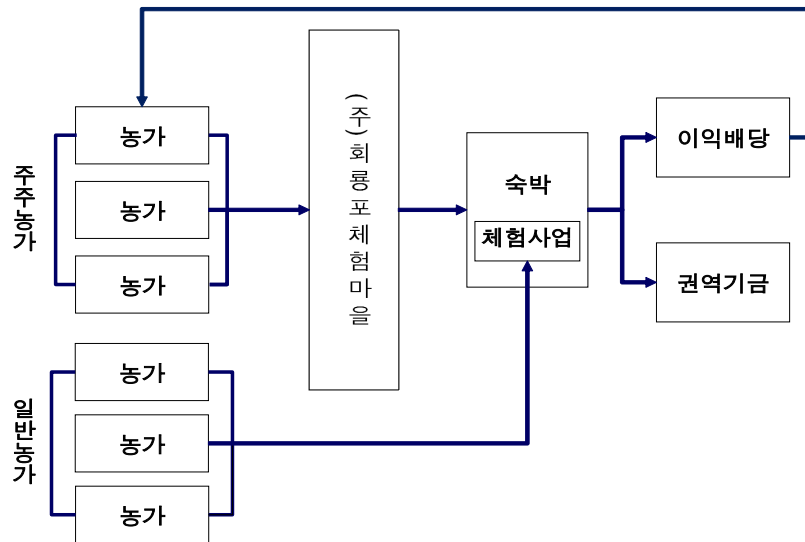 주주농가
농가
농가
농가
(주)회룡포체험마을
숙박
체험사업
이익배당
권역기금
일반농가
농가
농가
농가